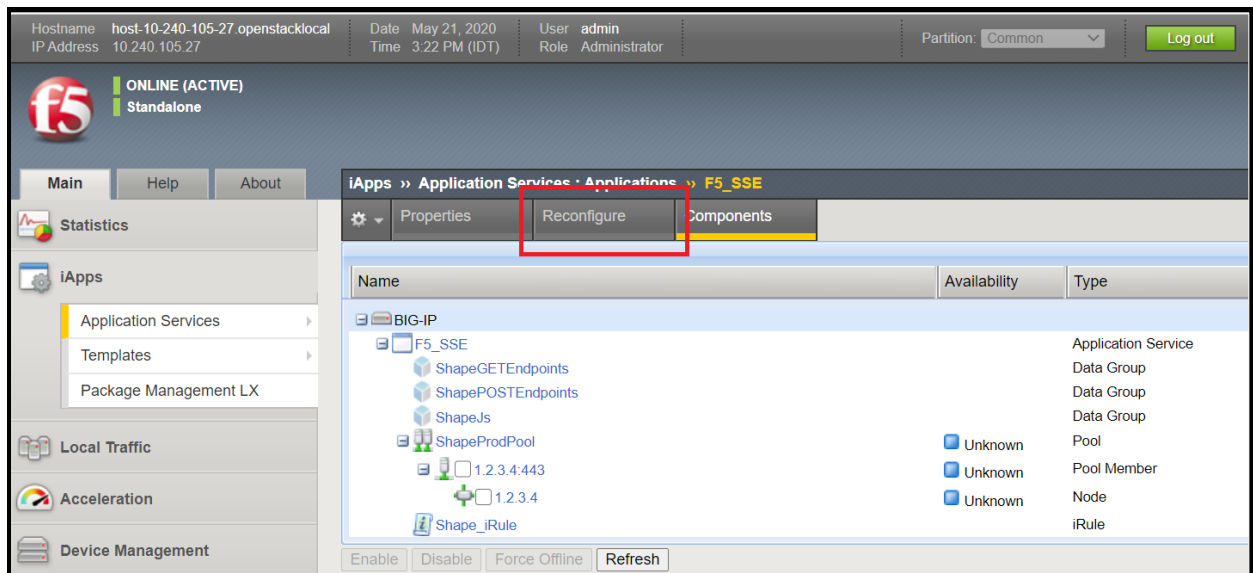 Hostname host-10-240-105-27.openstacklocal Date May 21, 2020 User admin
IP Address 10.240.105.27 Time 3:22 PM (IDT) Role Administrator
Partition: Common Log out
f5
ONLINE (ACTIVE)
Standalone
Main Help About
iApps ›› Application Services : Applications ›› F5_SSE
Properties Reconfigure Components
Statistics
iApps
Application Services
Templates
Package Management LX
Local Traffic
Acceleration
Device Management
Name Availability Type
BIG-IP
F5_SSE Application Service
ShapeGETEndpoints Data Group
ShapePOSTEndpoints Data Group
ShapeJs Data Group
ShapeProdPool Unknown Pool
1.2.3.4:443 Unknown Pool Member
1.2.3.4 Unknown Node
Shape_iRule iRule
Enable Disable Force Offline Refresh